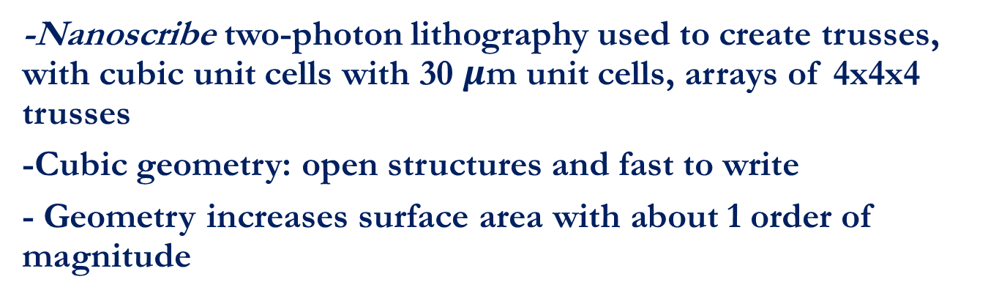 -Nanoscribe two-photon lithography used to create trusses,
with cubic unit cells with 30 μm unit cells, arrays of 4x4x4
trusses
-Cubic geometry: open structures and fast to write
- Geometry increases surface area with about 1 order of
magnitude